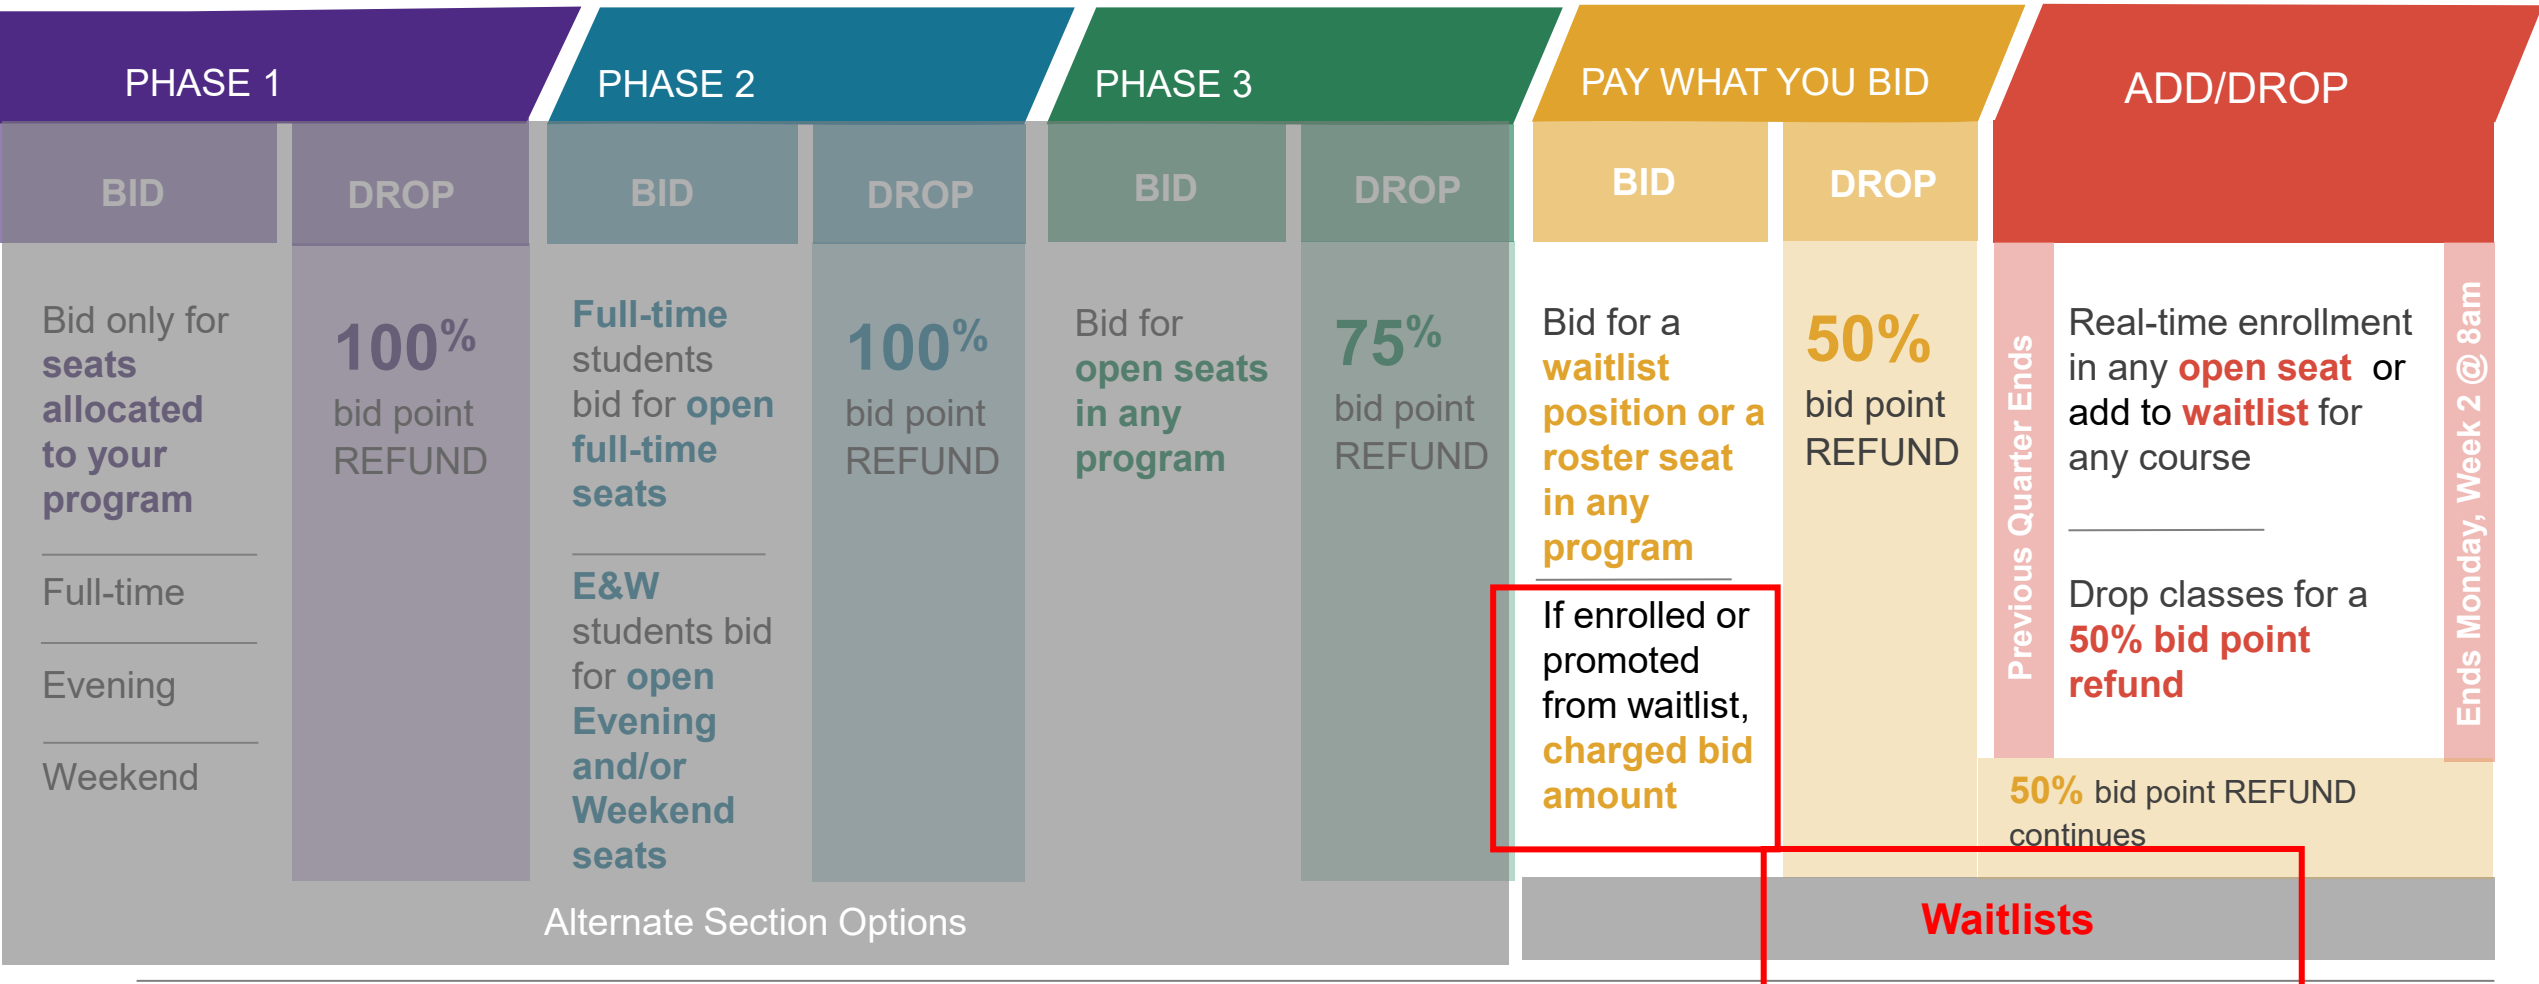 PHASE 1
PHASE 2
PHASE 3
PAY WHAT YOU BID
ADD/DROP
BID
DROP
BID
DROP
BID
DROP
BID
DROP
Bid only for
seats
allocated
to your
program
Full-time
Evening
Weekend
100%
bid point
REFUND
Full-time
students
bid for open
full-time
seats
E&W
students bid
for open
Evening
and/or
Weekend
seats
100%
bid point
REFUND
Bid for
open seats
in any
program
75%
bid point
REFUND
Bid for a
waitlist
position or a
roster seat
in any
program
If enrolled or
promoted
from waitlist,
charged bid
amount
50%
bid point
REFUND
Previous Quarter Ends
Real-time enrollment
in any open seat or
add to waitlist for
any course
Drop classes for a
50% bid point
refund
Ends Monday, Week 2 @ 8am
50% bid point REFUND
continues
Alternate Section Options
Waitlists